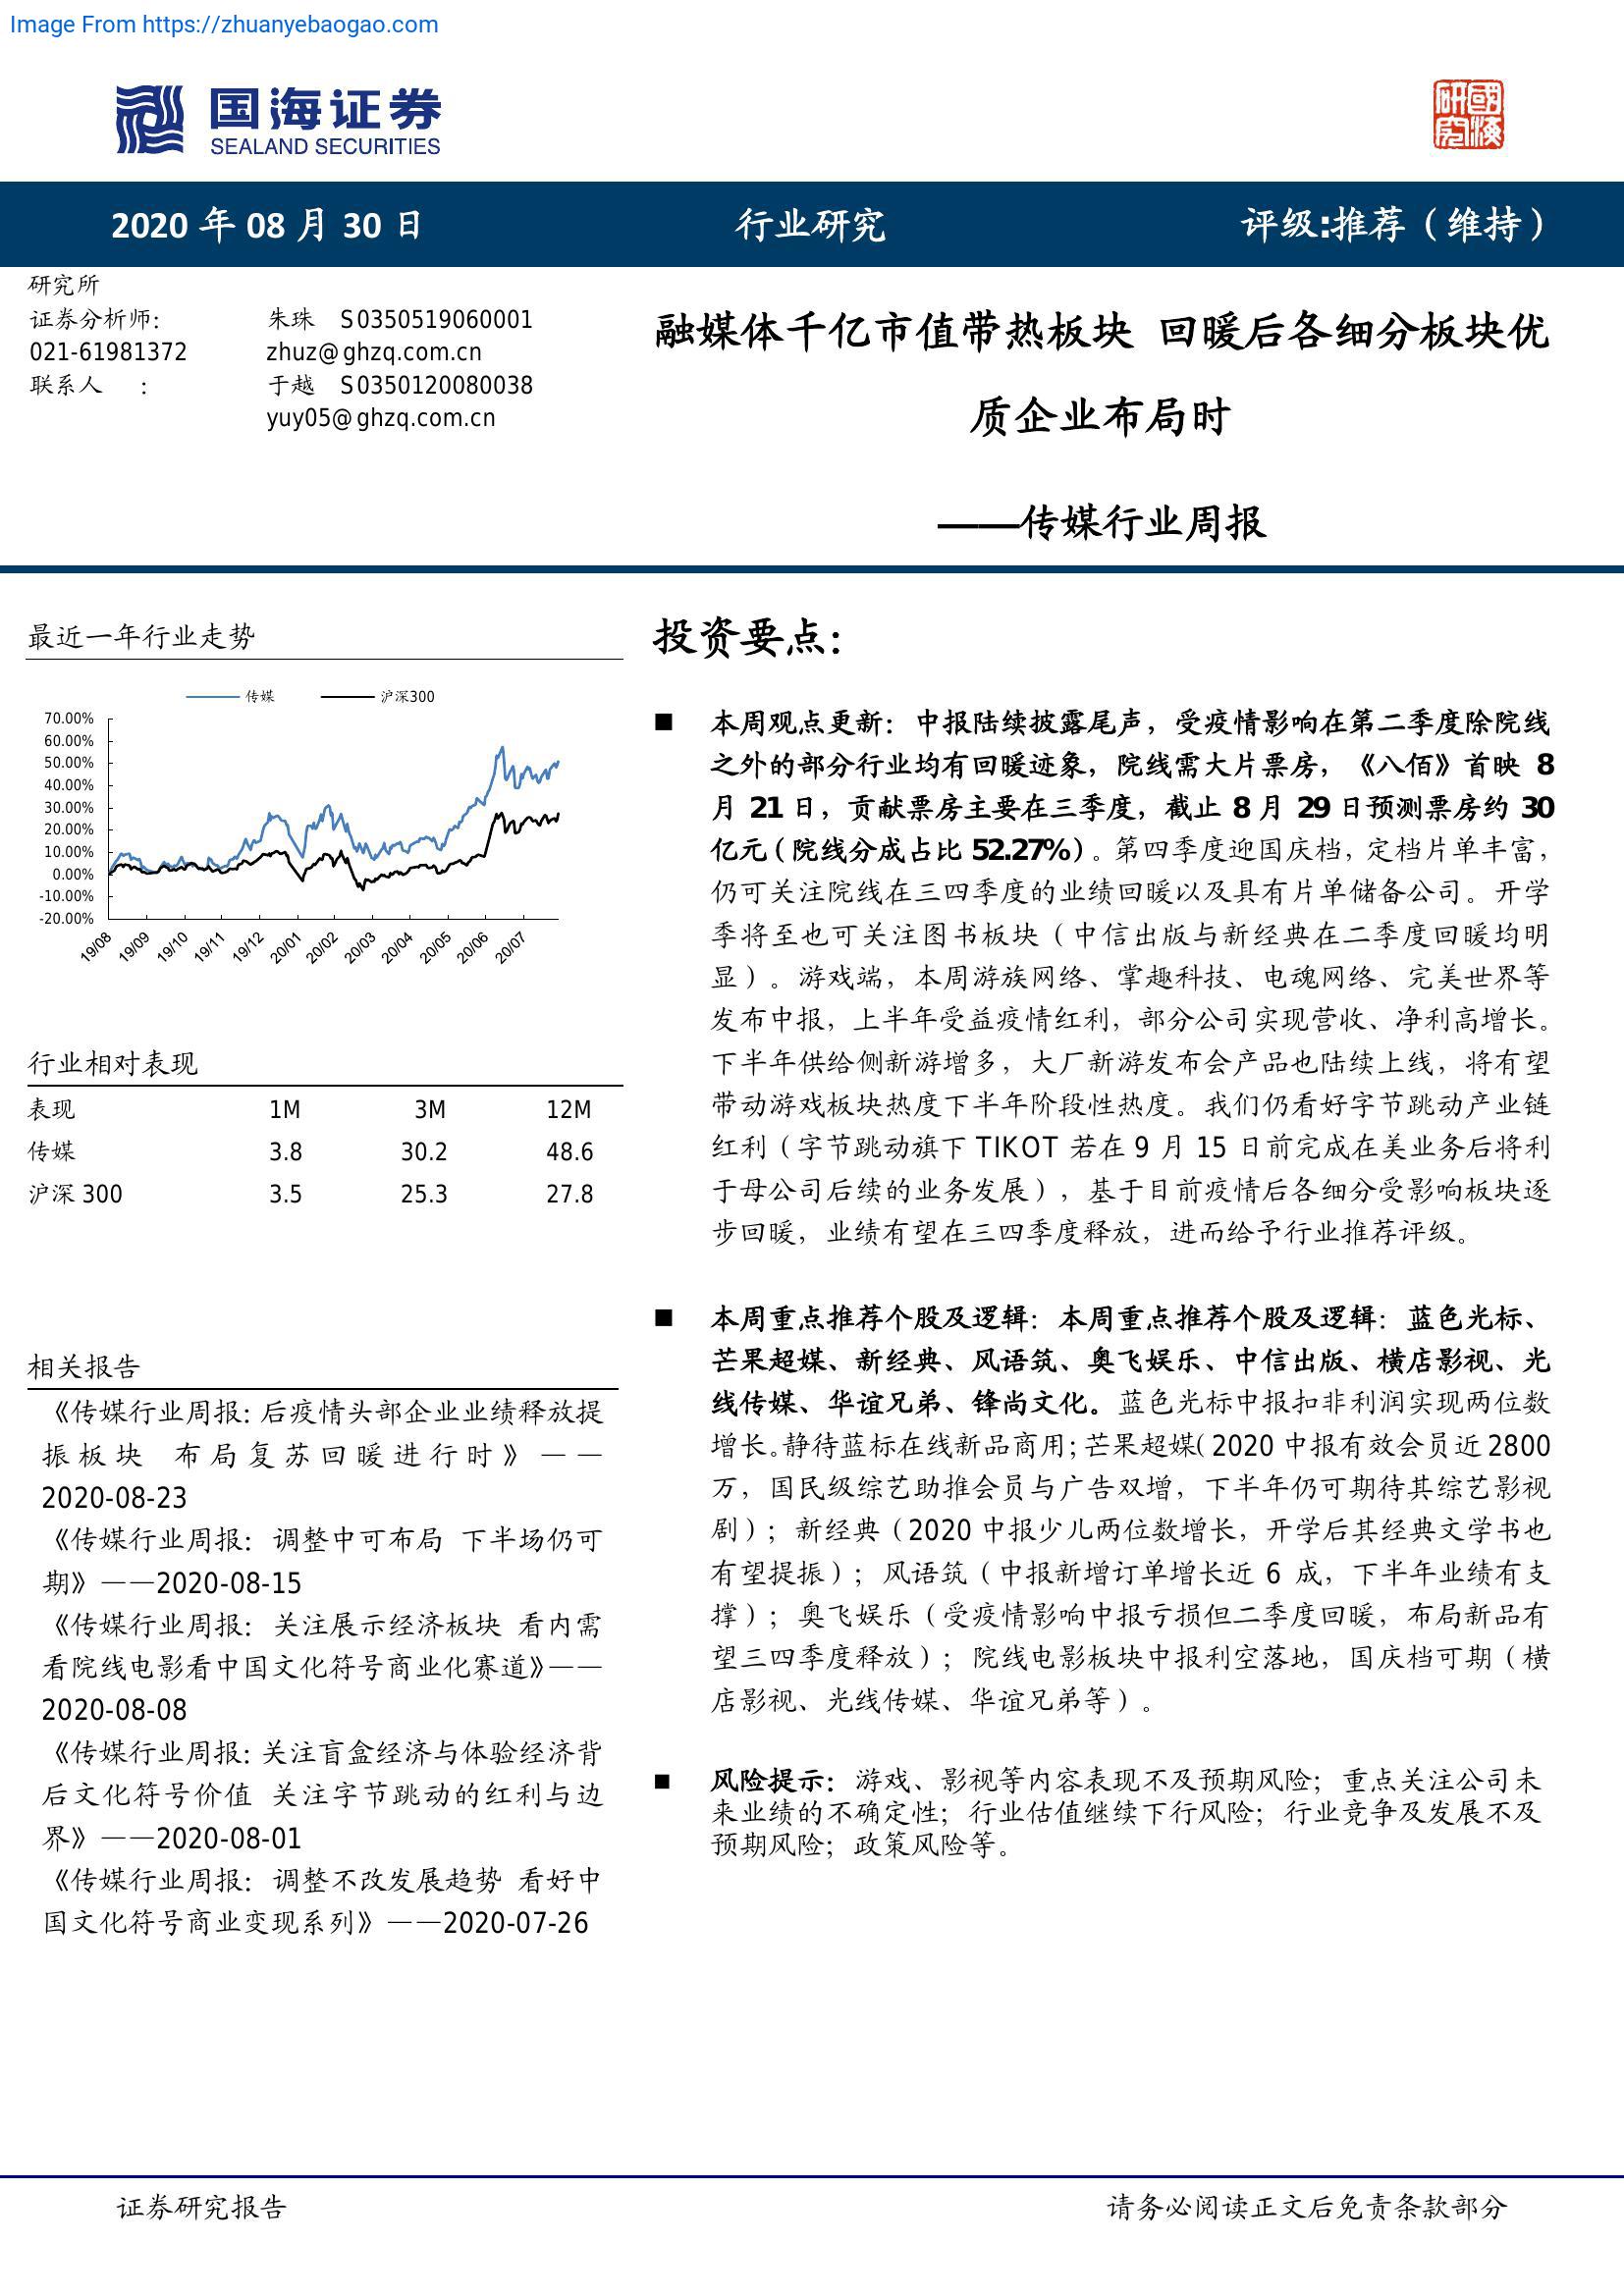 Image From https://zhuanyebaogao.com
国海证券
SEALAND SECURITIES
研究
國海
2020 年 08 月 30 日
行业研究
评级:推荐（维持）
研究所
证券分析师:
朱珠 S0350519060001
021-61981372
zhuz@ghzq.com.cn
联系人 :
于越 S0350120080038
yuy05@ghzq.com.cn
融媒体千亿市值带热板块 回暖后各细分板块优
质企业布局时
——传媒行业周报
最近一年行业走势
传媒
沪深300
70.00%
60.00%
50.00%
40.00%
30.00%
20.00%
10.00%
0.00%
-10.00%
-20.00%
19/08
19/09
19/10
19/11
19/12
20/01
20/02
20/03
20/04
20/05
20/06
20/07
行业相对表现
表现 1M 3M 12M
传媒 3.8 30.2 48.6
沪深 300 3.5 25.3 27.8
相关报告
《传媒行业周报: 后疫情头部企业业绩释放提
振板块 布局复苏回暖进行时》——
2020-08-23
《传媒行业周报: 调整中可布局 下半场仍可
期》——2020-08-15
《传媒行业周报: 关注展示经济板块 看内需
看院线电影看中国文化符号商业化赛道》——
2020-08-08
《传媒行业周报: 关注盲盒经济与体验经济背
后文化符号价值 关注字节跳动的红利与边
界》——2020-08-01
《传媒行业周报: 调整不改发展趋势 看好中
国文化符号商业变现系列》——2020-07-26
投资要点:
■ 本周观点更新: 中报陆续披露尾声, 受疫情影响在第二季度除院线
之外的部分行业均有回暖迹象, 院线需大片票房, 《八佰》首映 8
月 21 日, 贡献票房主要在三季度, 截止 8 月 29 日预测票房约 30
亿元（院线分成占比 52.27%）。第四季度迎国庆档, 定档片单丰富,
仍可关注院线在三四季度的业绩回暖以及具有片单储备公司。开学
季将至也可关注图书板块（中信出版与新经典在二季度回暖均明
显）。游戏端, 本周游族网络、掌趣科技、电魂网络、完美世界等
发布中报, 上半年受益疫情红利, 部分公司实现营收、净利高增长。
下半年供给侧新游增多, 大厂新游发布会产品也陆续上线, 将有望
带动游戏板块热度下半年阶段性热度。我们仍看好字节跳动产业链
红利（字节跳动旗下 TIKOT 若在 9 月 15 日前完成在美业务后将利
于母公司后续的业务发展）, 基于目前疫情后各细分受影响板块逐
步回暖, 业绩有望在三四季度释放, 进而给予行业推荐评级。
■ 本周重点推荐个股及逻辑: 本周重点推荐个股及逻辑: 蓝色光标、
芒果超媒、新经典、风语筑、奥飞娱乐、中信出版、横店影视、光
线传媒、华谊兄弟、锋尚文化。蓝色光标中报扣非利润实现两位数
增长。静待蓝标在线新品商用; 芒果超媒（2020 中报有效会员近 2800
万, 国民级综艺助推会员与广告双增, 下半年仍可期待其综艺影视
剧）; 新经典（2020 中报少儿两位数增长, 开学后其经典文学书也
有望提振）; 风语筑（中报新增订单增长近 6 成, 下半年业绩有支
撑）; 奥飞娱乐（受疫情影响中报亏损但二季度回暖, 布局新品有
望三四季度释放）; 院线电影板块中报利空落地, 国庆档可期（横
店影视、光线传媒、华谊兄弟等）。
■ 风险提示: 游戏、影视等内容表现不及预期风险; 重点关注公司未
来业绩的不确定性; 行业估值继续下行风险; 行业竞争及发展不及
预期风险; 政策风险等。
证券研究报告
请务必阅读正文后免责条款部分